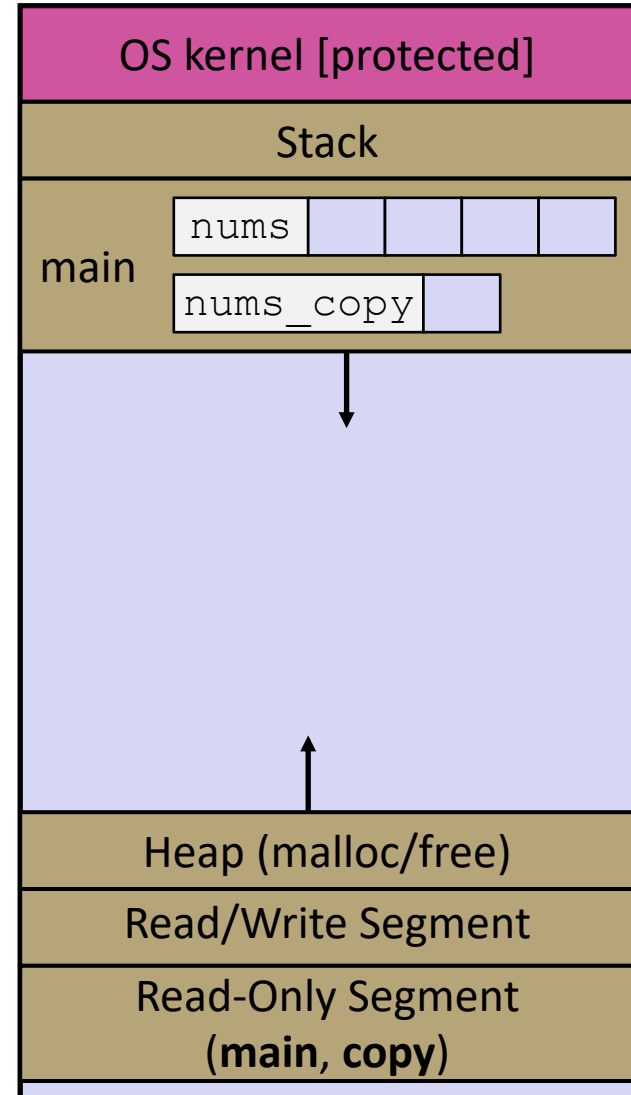 OS kernel [protected]
Stack
main
nums
nums_copy
Heap (malloc/free)
Read/Write Segment
Read-Only Segment
(main, copy)